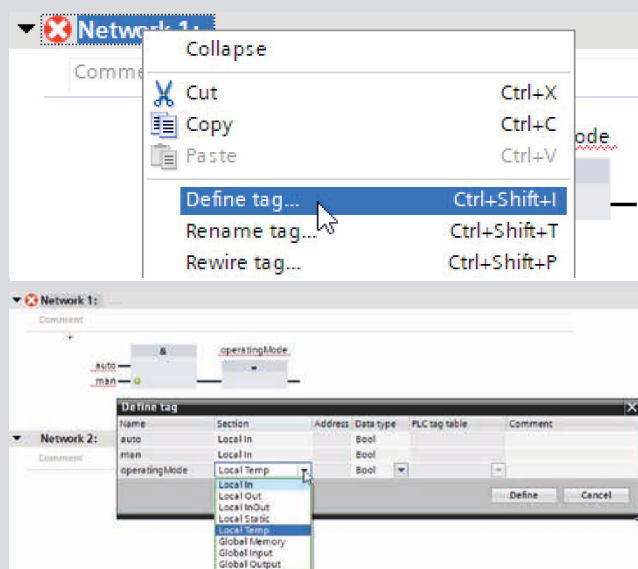 Network 1:
Collapse
Comme
Cut Ctrl+X
Copy Ctrl+C
ode
Paste Ctrl+V
Define tag... Ctrl+Shift+I
Rename tag... Ctrl+Shift+T
Rewire tag... Ctrl+Shift+P
Network 1: .....
Comment
& operatingMode
auto =
man
Define tag X
Name Section Address Data type PLC tag table Comment
Network 2: auto Local In Bool
Comment man Local In Bool
operatingMode Local Temp Bool
Local In
Local Out Define Cancel
Local InOut
Local Static
Local Temp
Global Memory
Global Input
Global Output